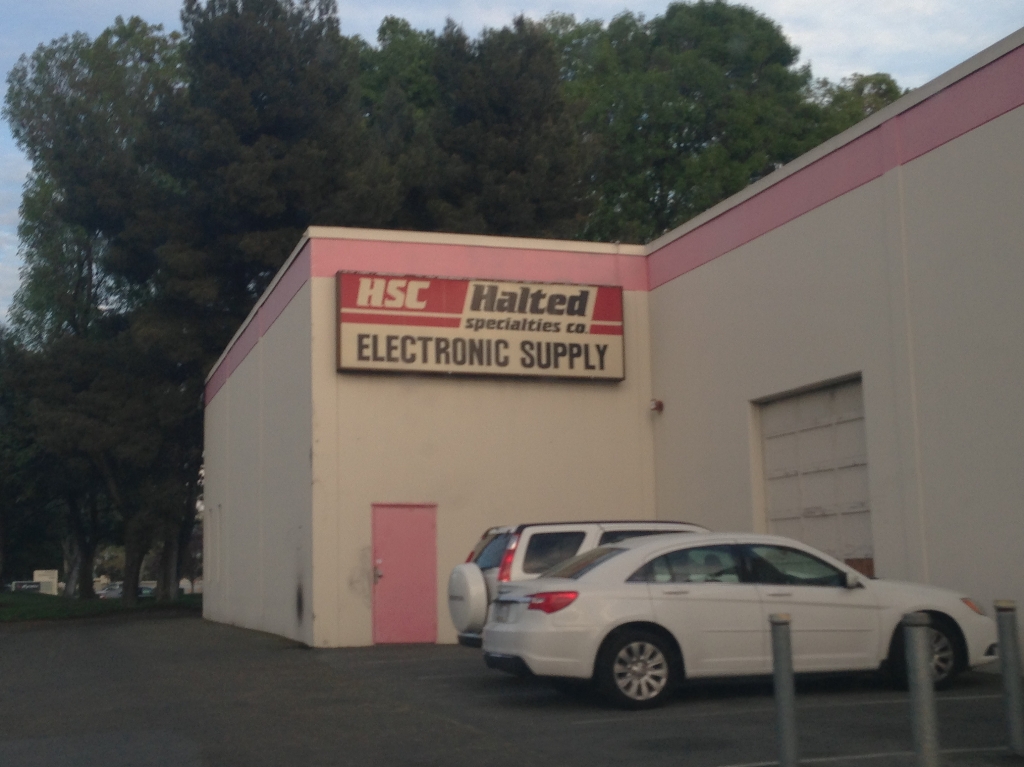 HSC Halted
specialties co.
ELECTRONIC SUPPLY